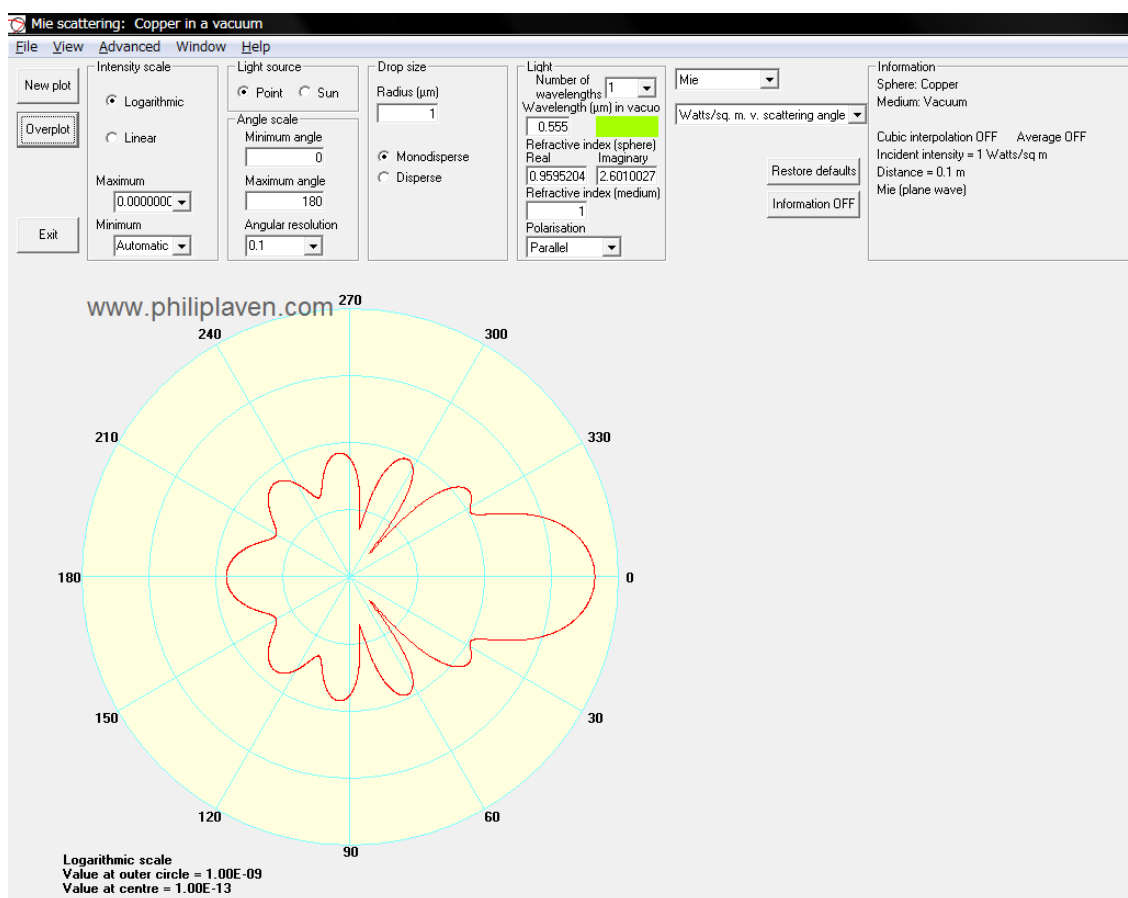 Mie scattering: Copper in a vacuum
File View Advanced Window Help
New plot
Overplot
Exit
Intensity scale
Logarithmic
Linear
Maximum
0.0000000
Minimum
Automatic
Light source
Point Sun
Angle scale
Minimum angle
0
Maximum angle
180
Angular resolution
0.1
Drop size
Radius (µm)
1
Monodisperse
Disperse
Light
Number of
wavelengths 1
Wavelength (µm) in vacuo
0.555
Refractive index (sphere)
Real Imaginary
0.9595204 2.6010027
Refractive index (medium)
1
Polarisation
Parallel
Mie
Watts/sq. m. v. scattering angle
Restore defaults
Information OFF
Information
Sphere: Copper
Medium: Vacuum
Cubic interpolation OFF Average OFF
Incident intensity = 1 Watts/sq m
Distance = 0.1 m
Mie (plane wave)
www.philiplaven.com
270
240 300
210 330
180 0
150 30
120 60
90
Logarithmic scale
Value at outer circle = 1.00E-09
Value at centre = 1.00E-13